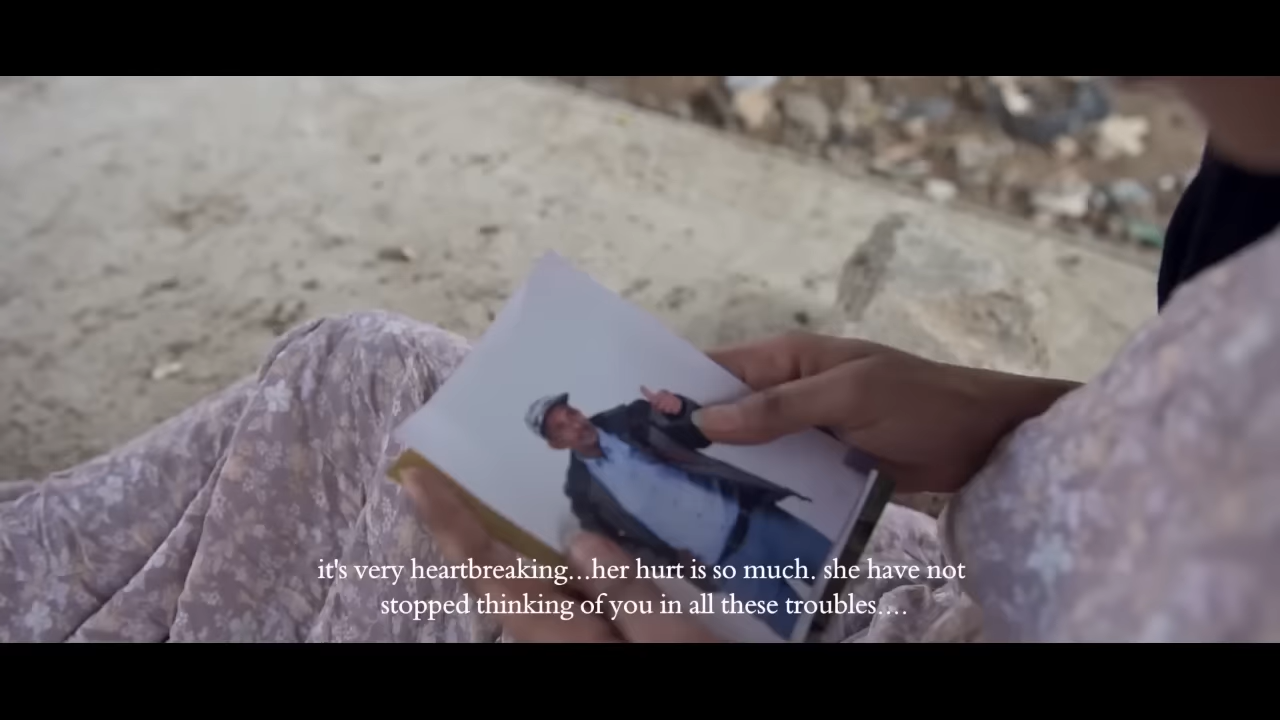 it's very heartbreaking...her hurt is so much. she have not
stopped thinking of you in all these troubles....